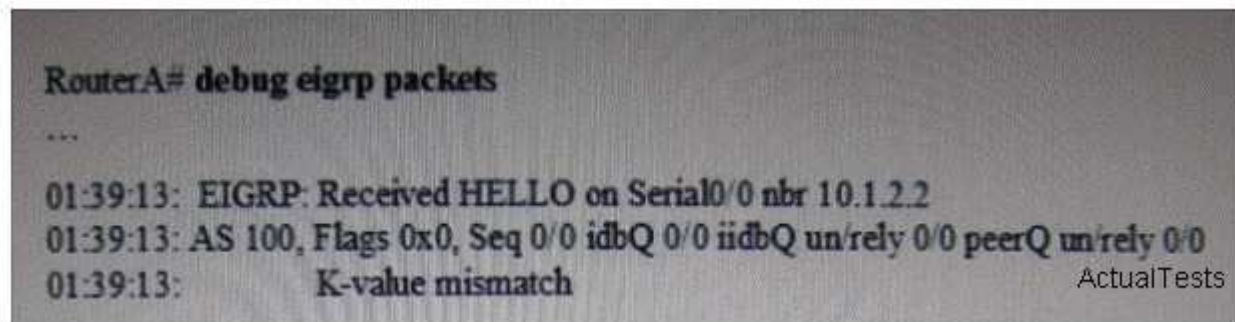 RouterA# debug eigrp packets
...
01:39:13: EIGRP: Received HELLO on Serial0/0 nbr 10.1.2.2
01:39:13: AS 100, Flags 0x0, Seq 0/0 idbQ 0/0 iidbQ un/rely 0/0 peerQ un/rely 0/0
01:39:13: K-value mismatch
ActualTests